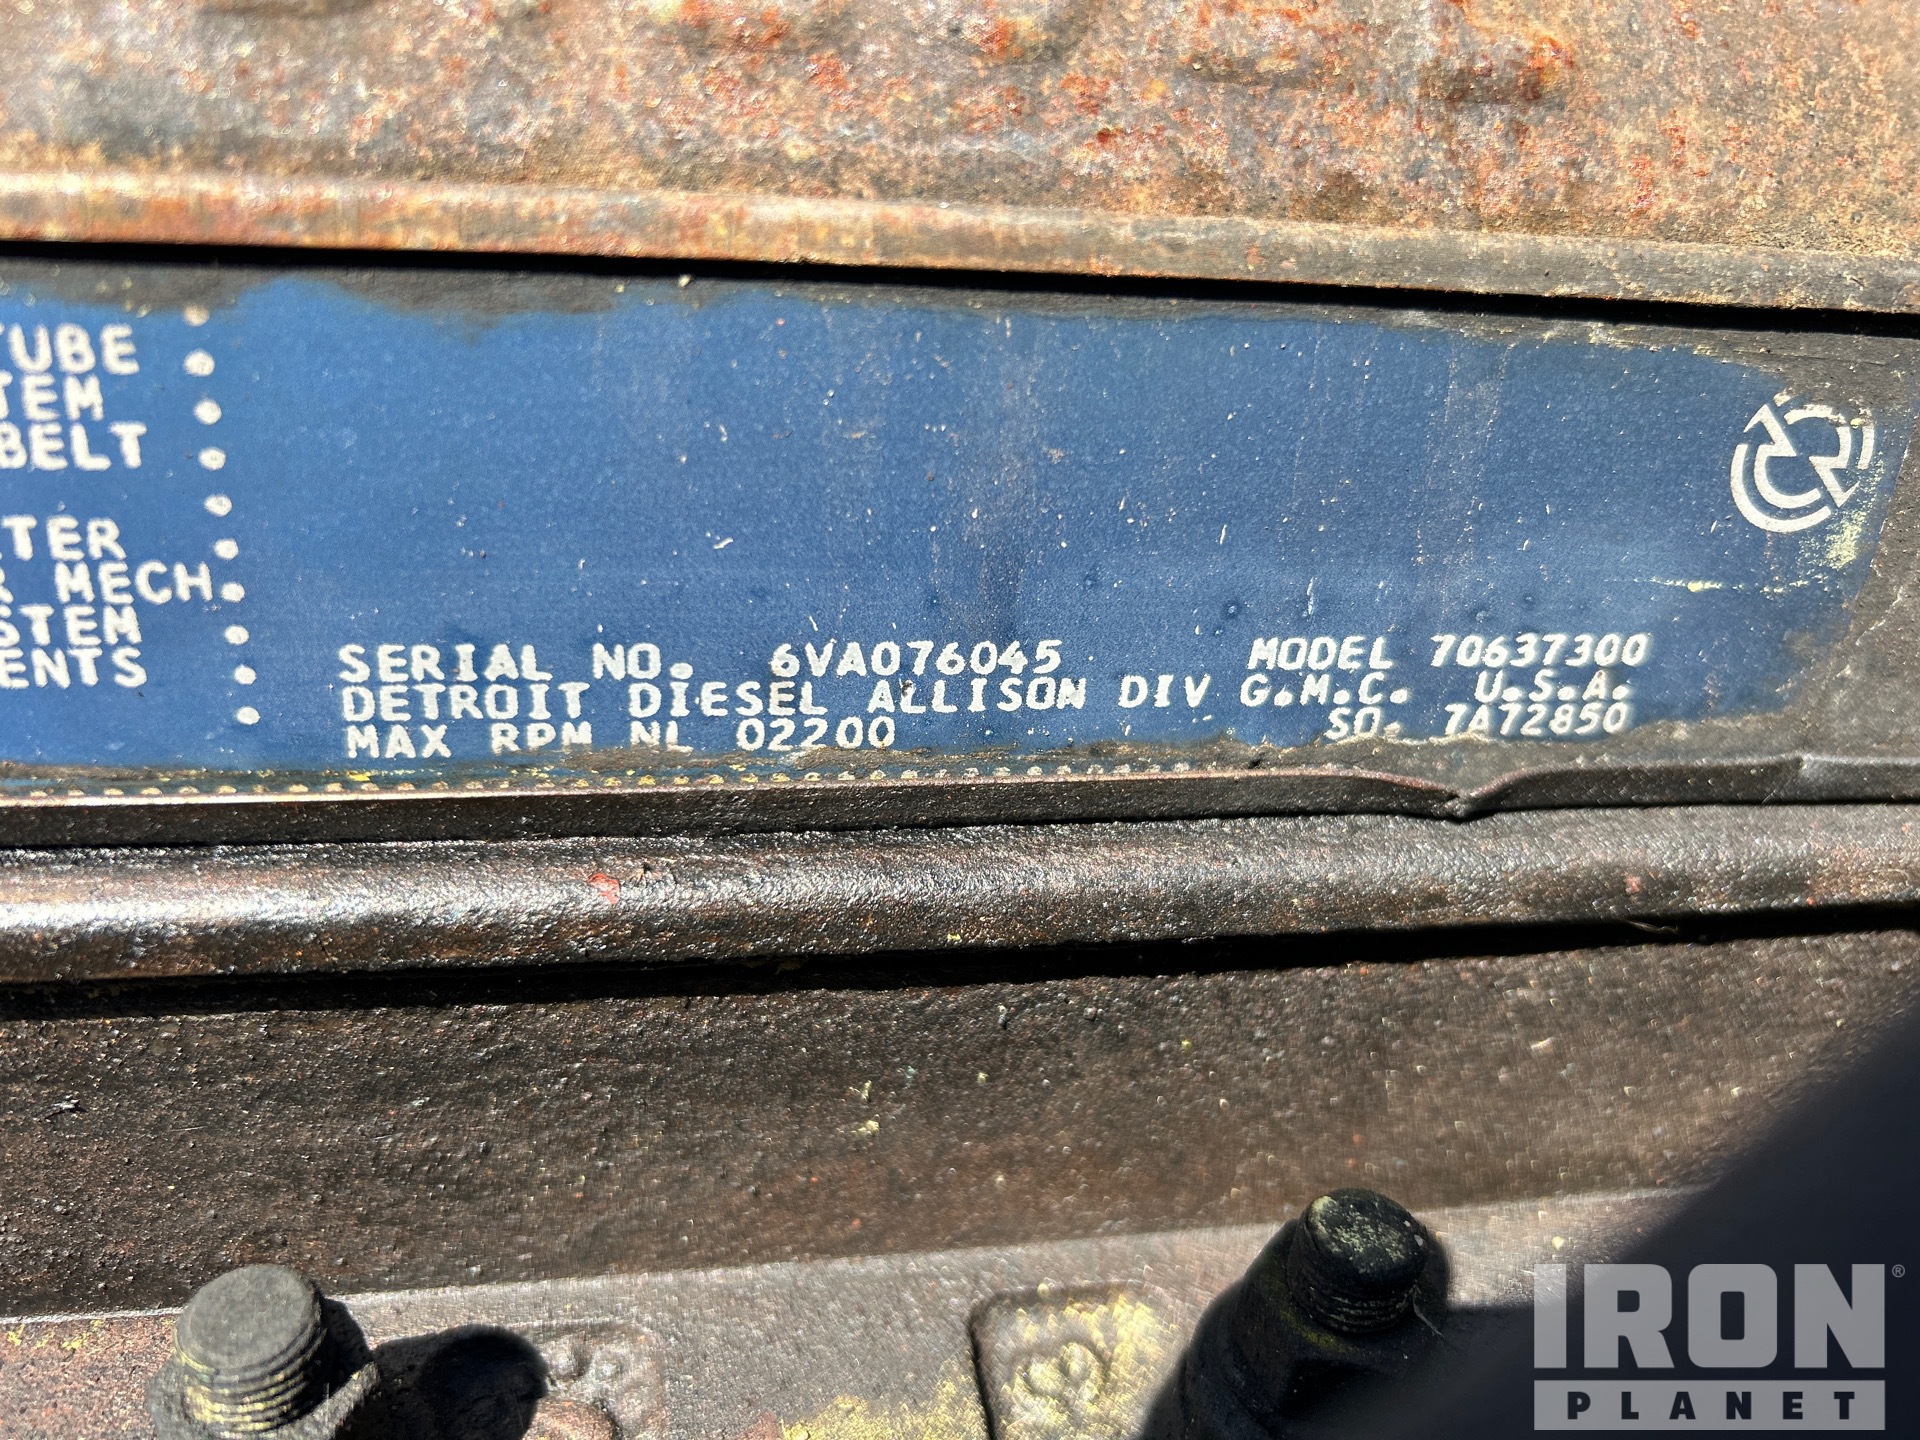 TUBE
TEM
BELT
TER
MECH.
STEM
ENTS
SERIAL NO. 6VA076045 MODEL 70637300
DETROIT DIESEL ALLISON DIV G.M.C. U.S.A.
MAX RPM NL 02200 SO. 7A72850
IRON
PLANET